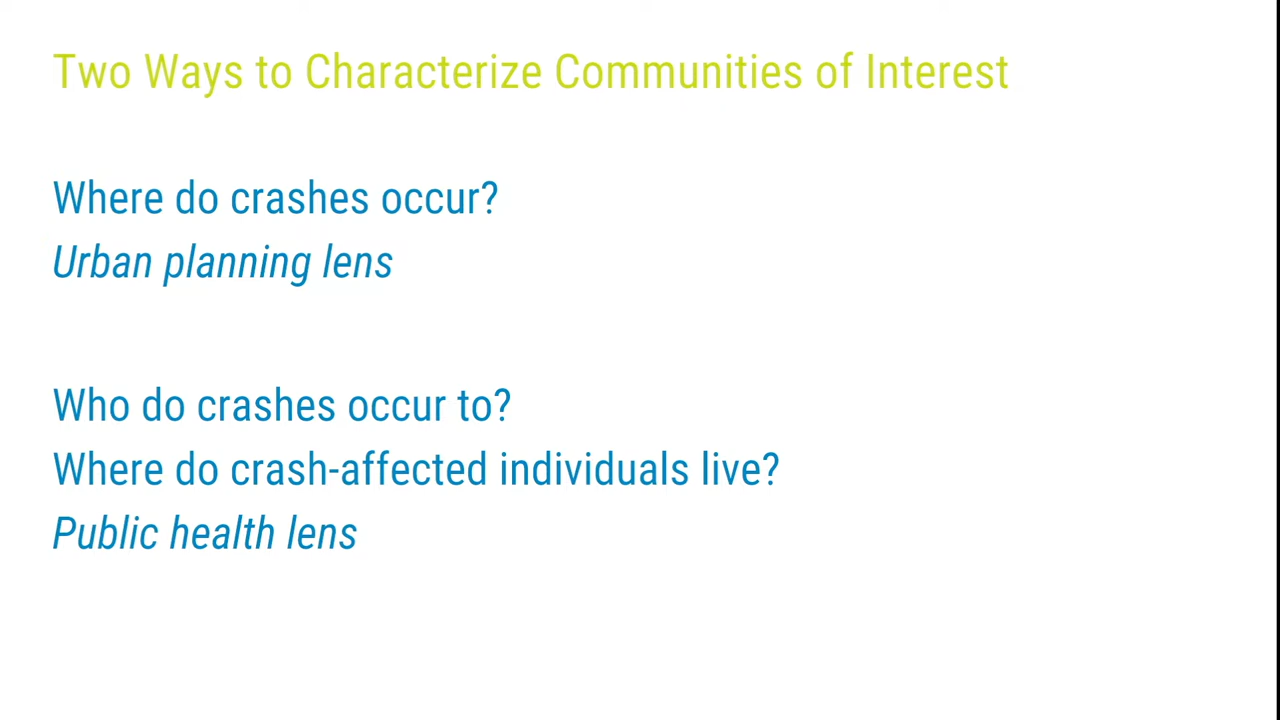 Two Ways to Characterize Communities of Interest
Where do crashes occur?
Urban planning lens
Who do crashes occur to?
Where do crash-affected individuals live?
Public health lens